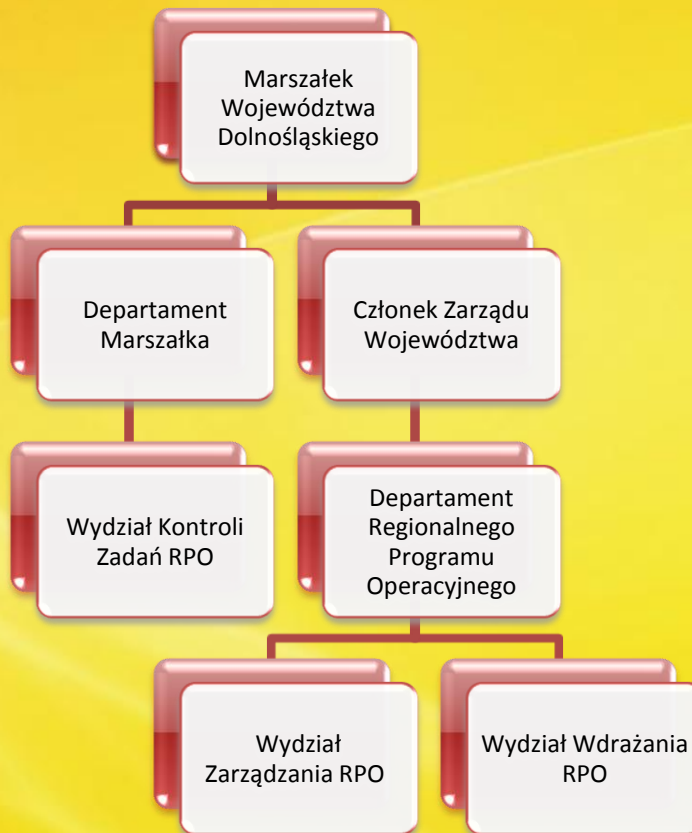 Marszałek
Województwa
Dolnośląskiego
Departament
Marszałka
Członek Zarządu
Województwa
Wydział Kontroli
Zadań RPO
Departament
Regionalnego
Programu
Operacyjnego
Wydział
Zarządzania RPO
Wydział Wdrażania
RPO